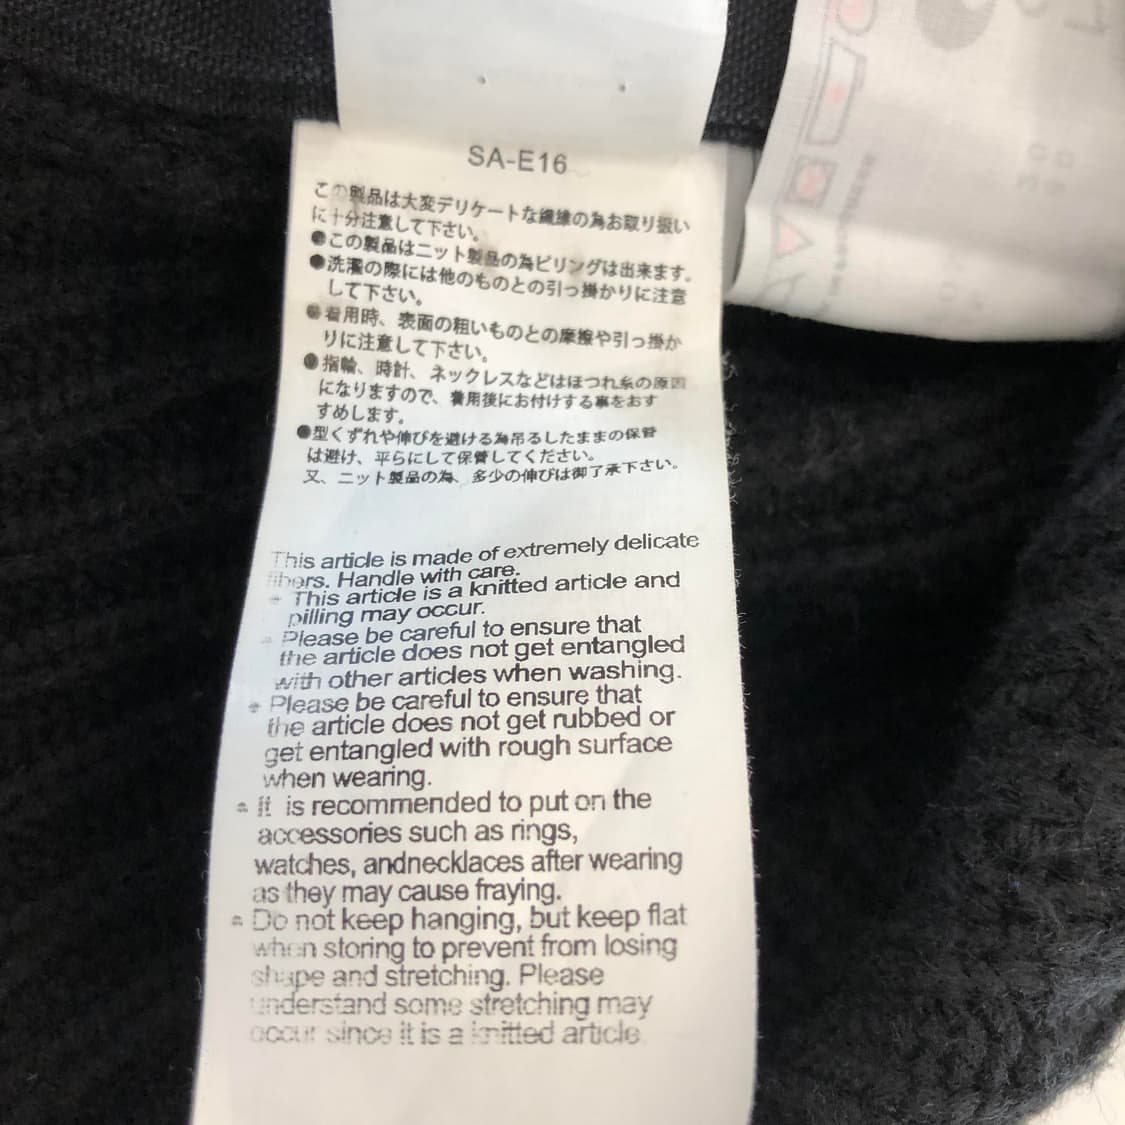 SA-E16
この製品は大変デリケートな繊維の為お取り扱い
に十分注意して下さい。
●この製品はニット製品の為ピリングは出来ます。
●洗濯の際には他のものとの引っ掛かりに注意
して下さい。
●着用時、表面の粗いものとの摩擦や引っ掛か
りに注意して下さい。
●指輪、時計、ネックレスなどはほつれ糸の原因
になりますので、着用後にお付けする事をおす
すめします。
●型くずれや伸びを避ける為吊るしたままの保管
は避け、平らにして保管してください。
又、ニット製品の為、多少の伸びは御了承下さい。
This article is made of extremely delicate
fibers. Handle with care.
This article is a knitted article and
pilling may occur.
Please be careful to ensure that
the article does not get entangled
with other articles when washing.
Please be careful to ensure that
the article does not get rubbed or
get entangled with rough surface
when wearing.
It is recommended to put on the
accessories such as rings,
watches, andnecklaces after wearing
as they may cause fraying.
Do not keep hanging, but keep flat
when storing to prevent from losing
shape and stretching. Please
understand some stretching may
occur since it is a knitted article.